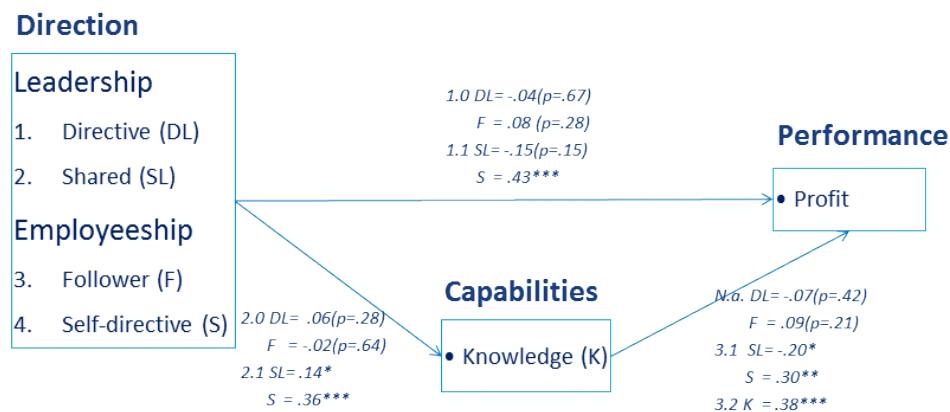 Direction
Leadership
1. Directive (DL)
2. Shared (SL)
Employeeship
3. Follower (F)
4. Self-directive (S)
1.0 DL= -.04(p=.67)
F = .08 (p=.28)
1.1 SL= -.15(p=.15)
S = .43***
Performance
• Profit
Capabilities
• Knowledge (K)
2.0 DL= .06(p=.28)
F = -.02(p=.64)
2.1 SL= .14*
S = .36***
N.a. DL= -.07(p=.42)
F = .09(p=.21)
3.1 SL= -.20*
S = .30**
3.2 K = .38***